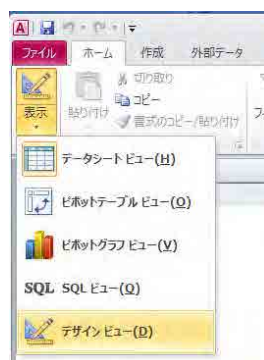 A
ファイル ホーム 作成 外部データ
表示
貼り付け
切り取り
コピー
書式のコピー/貼り付け
データシート ビュー(H)
ピボットテーブル ビュー(O)
ピボットグラフ ビュー(V)
SQL SQL ビュー(Q)
デザイン ビュー(D)